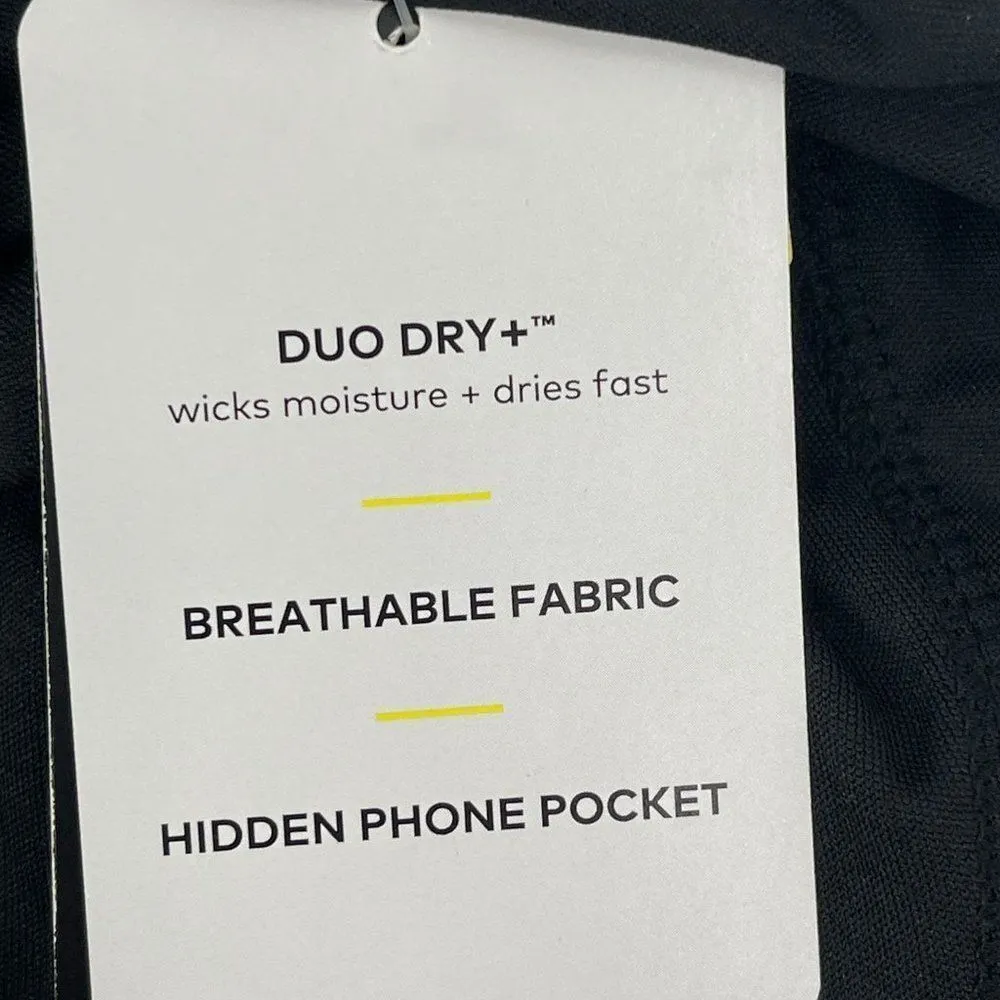 DUO DRY+™
wicks moisture + dries fast
BREATHABLE FABRIC
HIDDEN PHONE POCKET